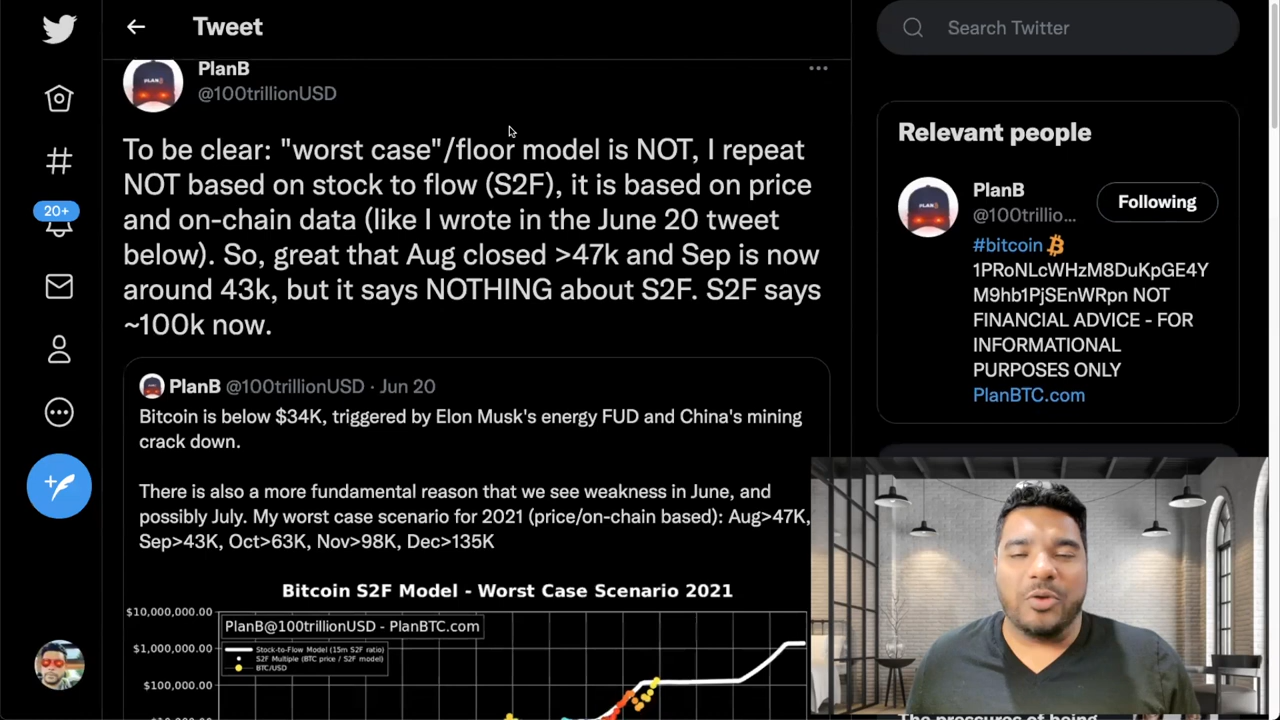 Tweet
Search Twitter
PlanB
@100trillionUSD
To be clear: "worst case"/floor model is NOT, I repeat
NOT based on stock to flow (S2F), it is based on price
and on-chain data (like I wrote in the June 20 tweet
below). So, great that Aug closed >47k and Sep is now
around 43k, but it says NOTHING about S2F. S2F says
~100k now.
20+
PlanB @100trillionUSD · Jun 20
Bitcoin is below $34K, triggered by Elon Musk's energy FUD and China's mining
crack down.
There is also a more fundamental reason that we see weakness in June, and
possibly July. My worst case scenario for 2021 (price/on-chain based): Aug>47K,
Sep>43K, Oct>63K, Nov>98K, Dec>135K
Bitcoin S2F Model - Worst Case Scenario 2021
$10,000,000.00
PlanB@100trillionUSD - PlanBTC.com
$1,000,000.00
Stock-to-Flow Model (15m S2F ratio)
S2F Multiple (BTC price / S2F model)
BTC/USD
$100,000.00
Relevant people
PlanB
@100trillio...
Following
#bitcoin
1PRoNLcWHzM8DuKpGE4Y
M9hb1PjSEnWRpn NOT
FINANCIAL ADVICE - FOR
INFORMATIONAL
PURPOSES ONLY
PlanBTC.com
The pressures of being